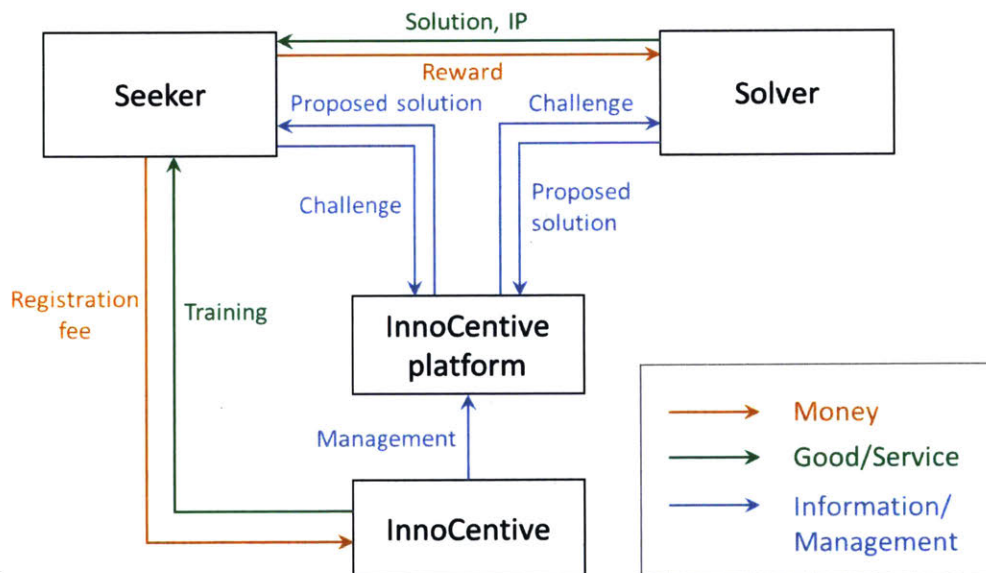 Solution, IP
Seeker
Reward
Solver
Proposed solution
Challenge
Challenge
Proposed
solution
Registration
fee
Training
InnoCentive
platform
Management
InnoCentive
Money
Good/Service
Information/
Management